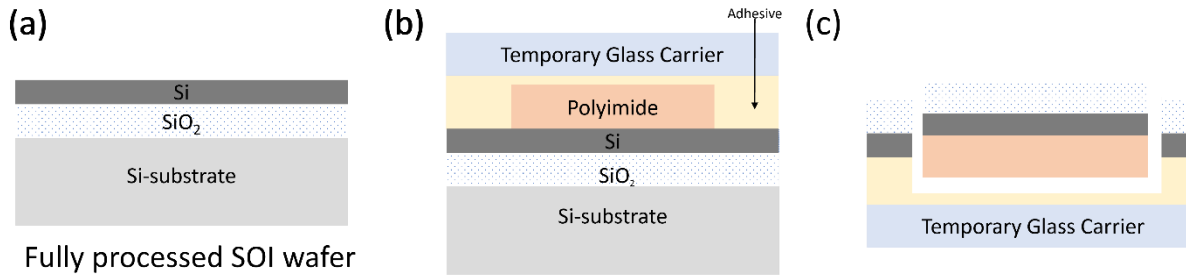 (a)
Si
SiO₂
Si-substrate
Fully processed SOI wafer
(b)
Adhesive
Temporary Glass Carrier
Polyimide
Si
SiO₂
Si-substrate
(c)
Temporary Glass Carrier